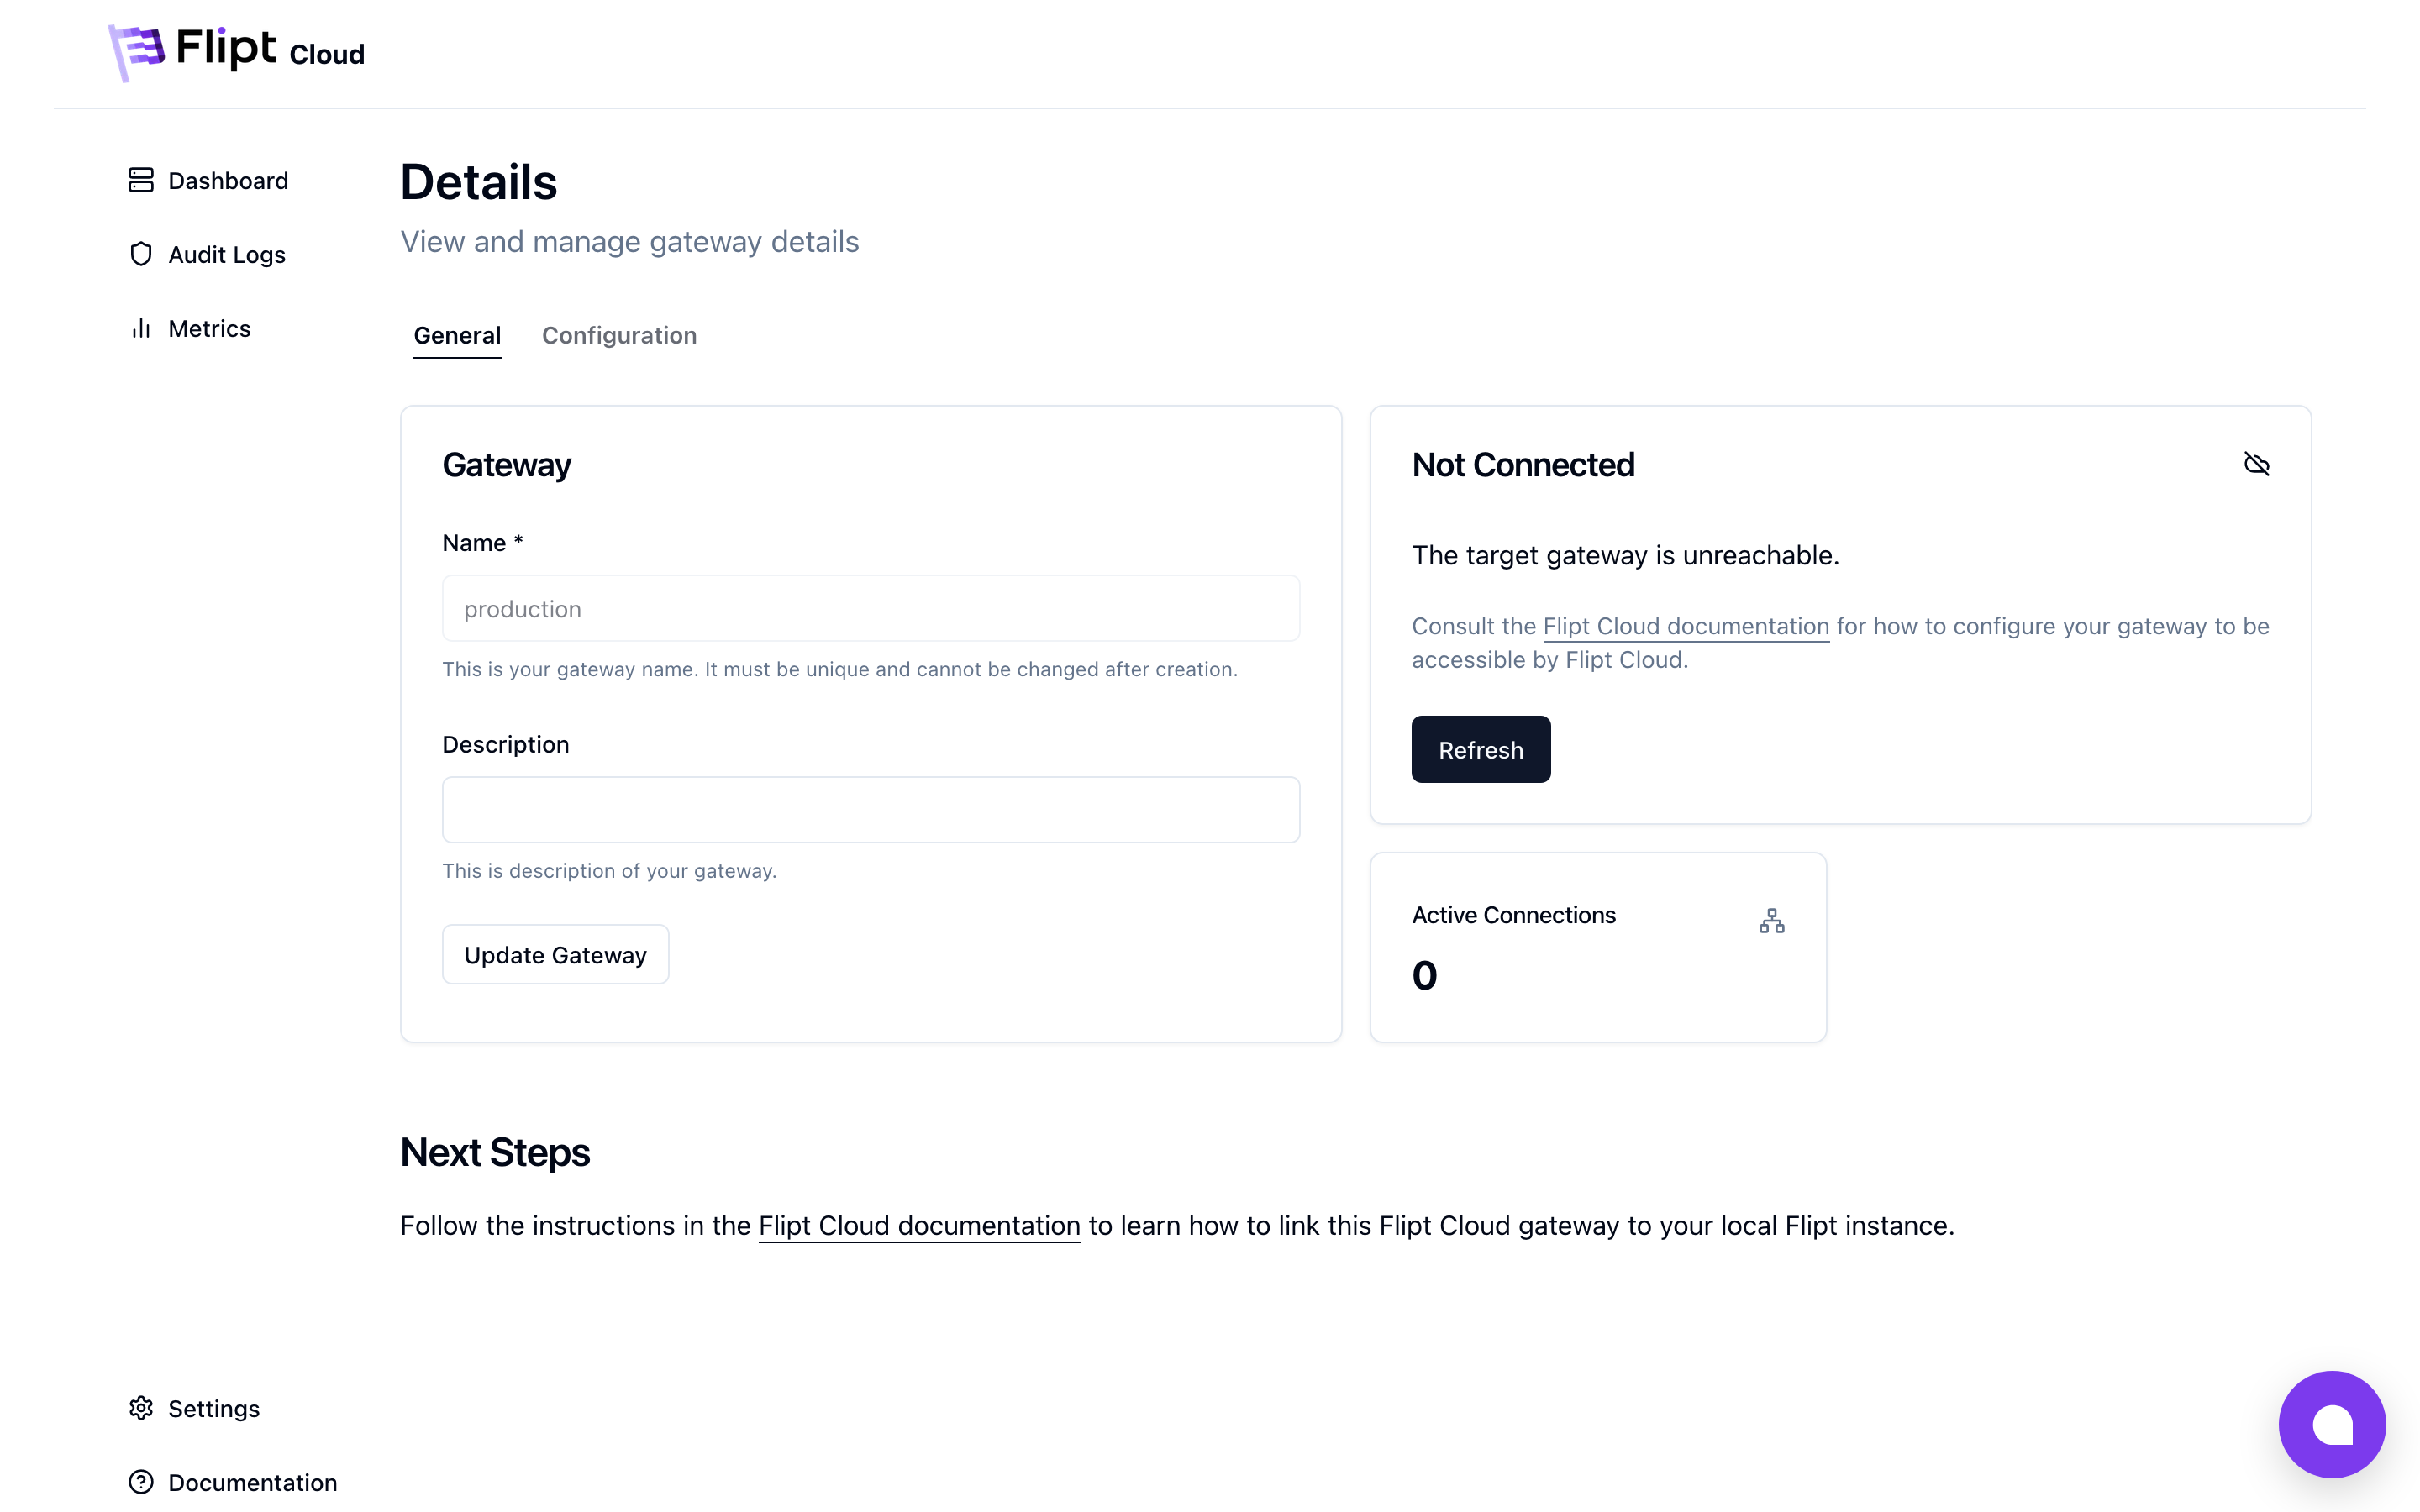 Flipt Cloud
Dashboard
Audit Logs
Metrics
Details
View and manage gateway details
General
Configuration
Gateway
Name *
production
This is your gateway name. It must be unique and cannot be changed after creation.
Description
This is description of your gateway.
Update Gateway
Not Connected
The target gateway is unreachable.
Consult the Flipt Cloud documentation for how to configure your gateway to be
accessible by Flipt Cloud.
Refresh
Active Connections
0
Next Steps
Follow the instructions in the Flipt Cloud documentation to learn how to link this Flipt Cloud gateway to your local Flipt instance.
Settings
Documentation